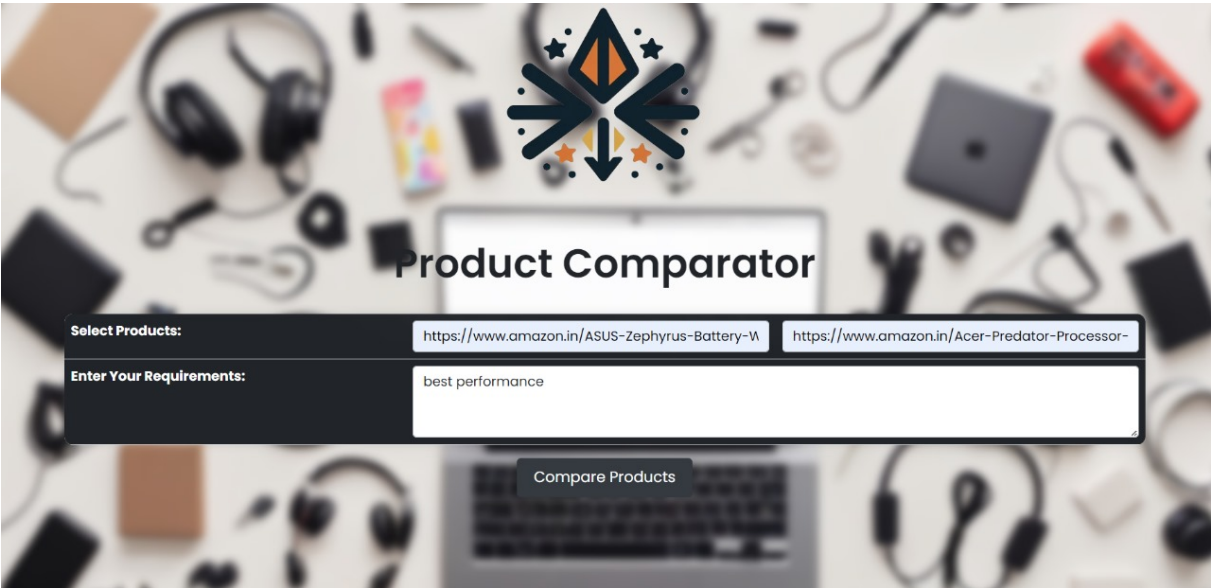 Product Comparator
Select Products:
https://www.amazon.in/ASUS-Zephyrus-Battery-W
https://www.amazon.in/Acer-Predator-Processor-
Enter Your Requirements:
best performance
Compare Products